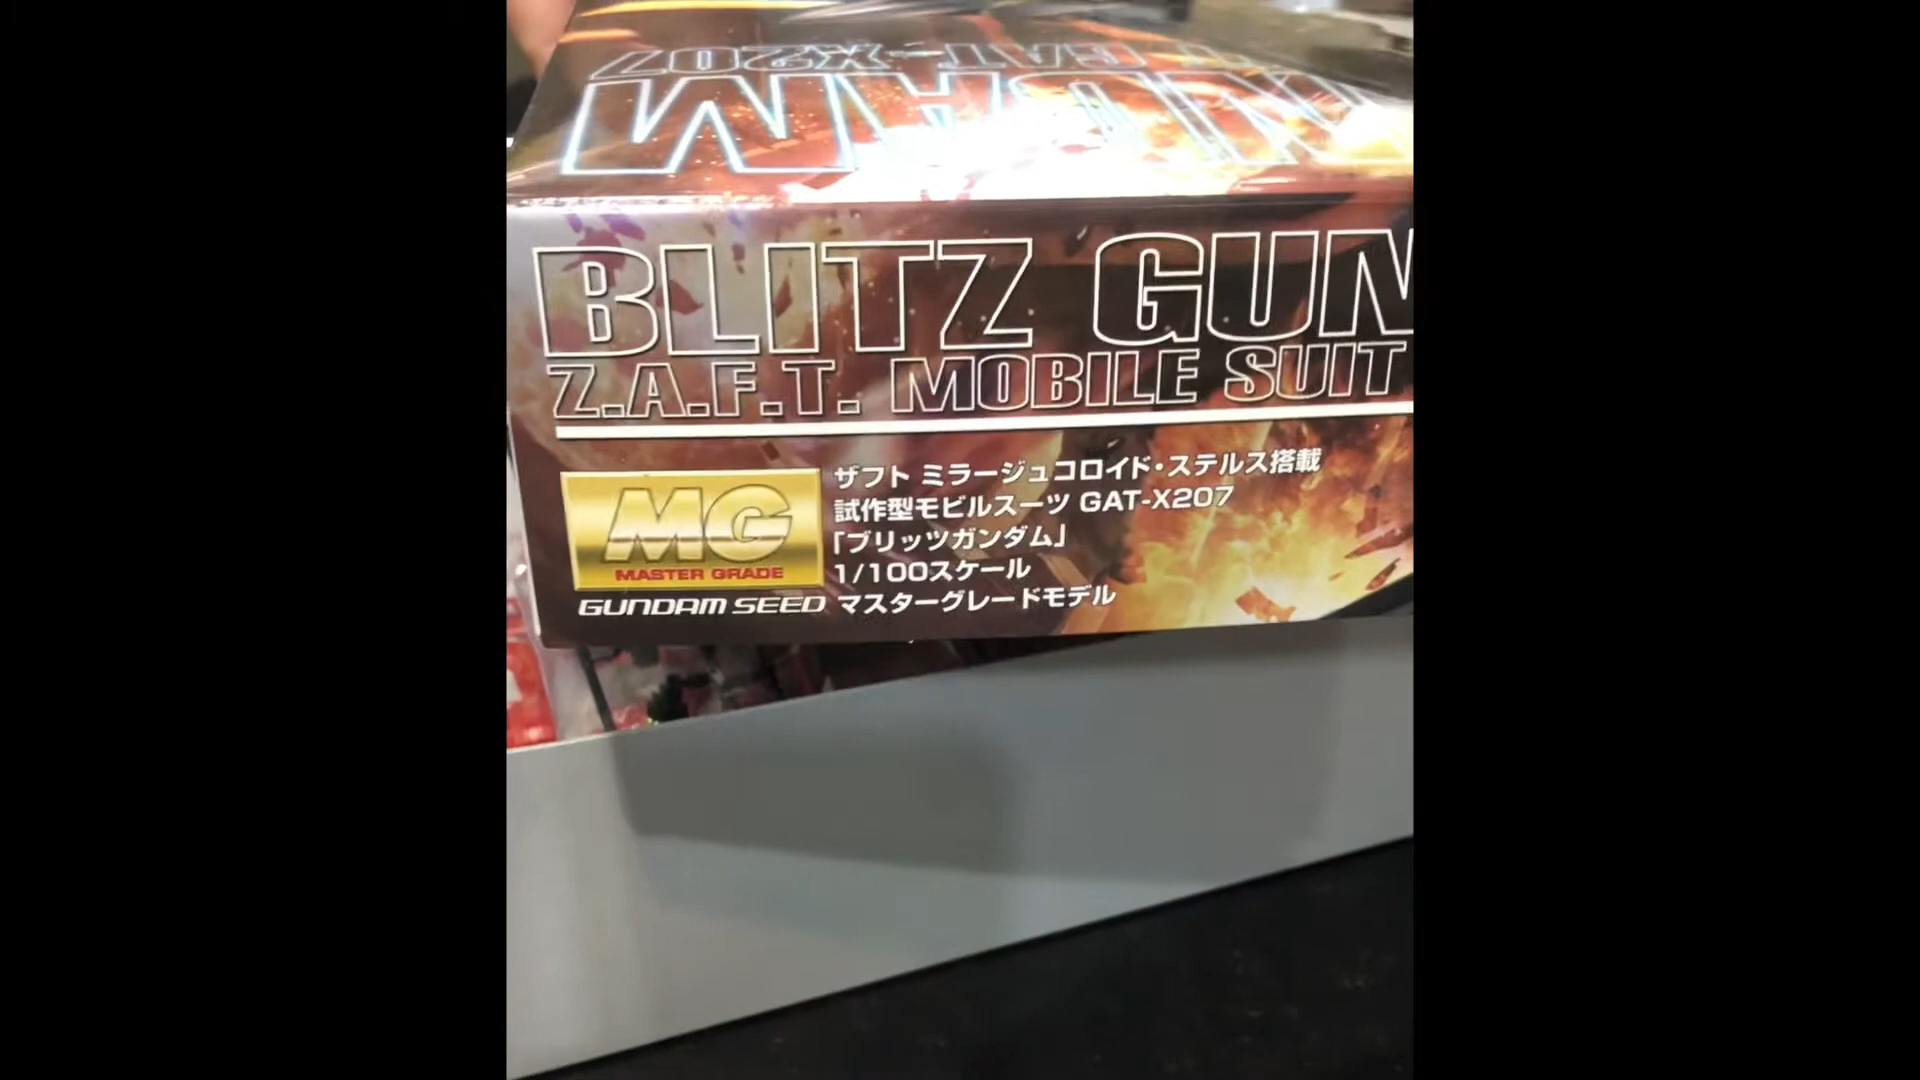 GAT-X207
BLITZ GUN
Z.A.F.T. MOBILE SUIT
MG
MASTER GRADE
GUNDAM SEED
ザフト ミラージュコロイド・ステルス搭載
試作型モビルスーツ GAT-X207
「ブリッツガンダム」
1/100スケール
マスターグレードモデル